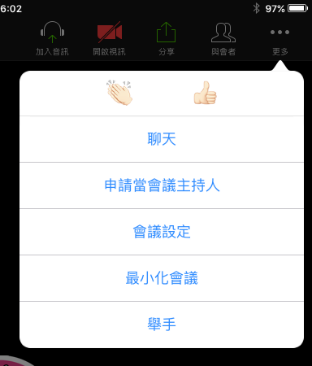 6:02
97%
加入音訊 開啟視訊 分享 與會者 更多
聊天
申請當會議主持人
會議設定
最小化會議
舉手